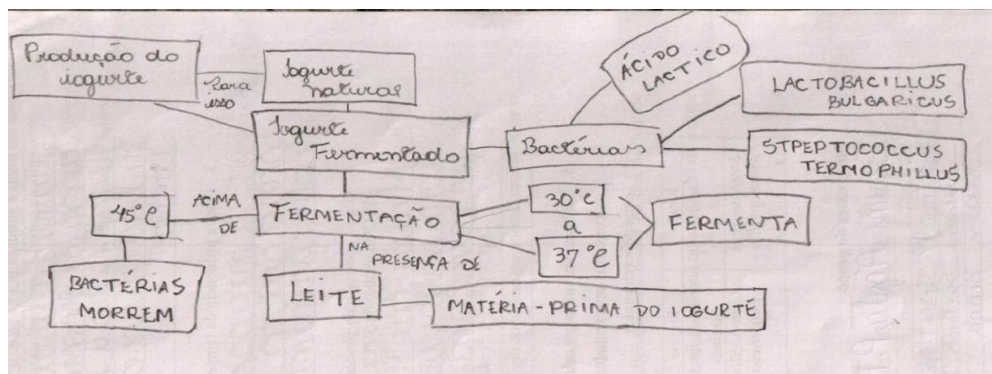 Produção do
iogurte
Para
isso
Iogurte
natural
ÁCIDO
LACTICO
LACTOBACILLUS
BULGARICUS
Iogurte
Fermentado
Bactérias
STPEPTOCOCCUS
TERMOPHILLUS
45°C
ACIMA
DE
FERMENTAÇÃO
30°C
a
37°C
FERMENTA
NA
PRESENÇA DE
BACTÉRIAS
MORREM
LEITE
MATÉRIA-PRIMA DO IOGURTE